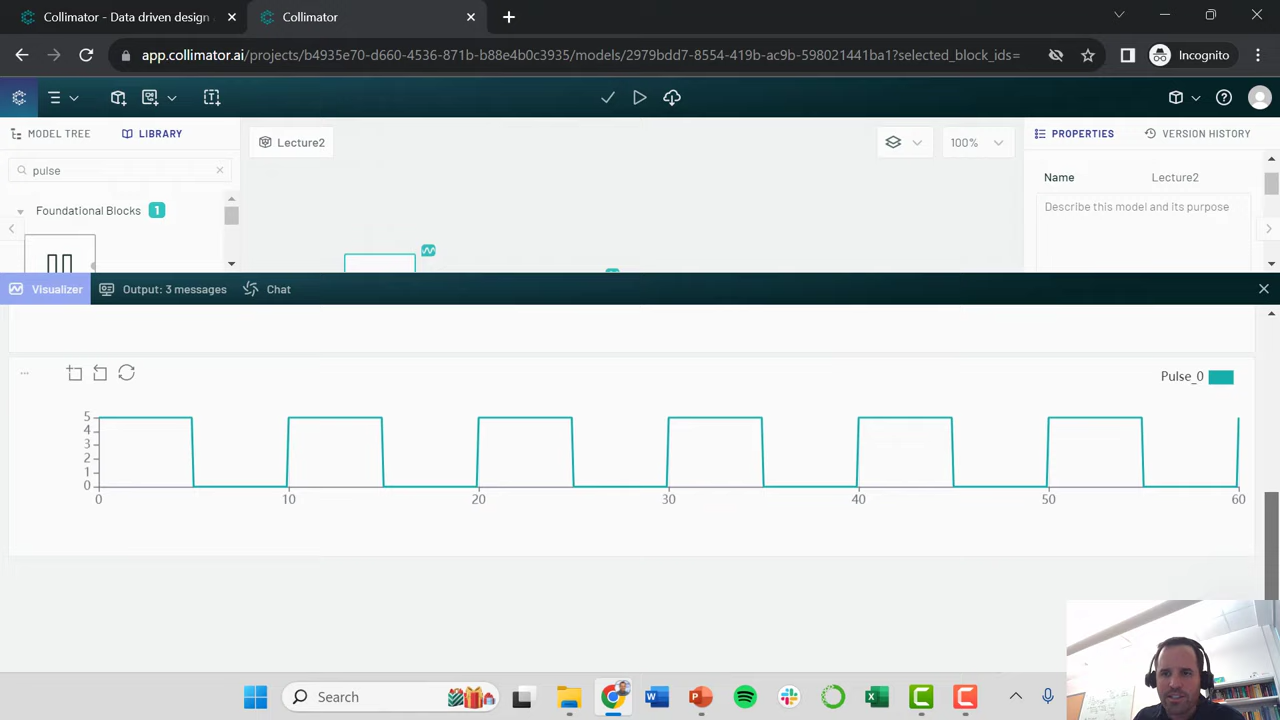 Collimator - Data driven design
Collimator
app.collimator.ai/projects/b4935e70-d660-4536-871b-b88e4b0c3935/models/2979bdd7-8554-419b-ac9b-598021441ba1?selected_block_ids=
Incognito
MODEL TREE
LIBRARY
Lecture2
100%
PROPERTIES
VERSION HISTORY
pulse
Name
Lecture2
Foundational Blocks
1
Describe this model and its purpose
Visualizer
Output: 3 messages
Chat
Pulse_0
5
4
3
2
1
0
0 10 20 30 40 50 60
Search